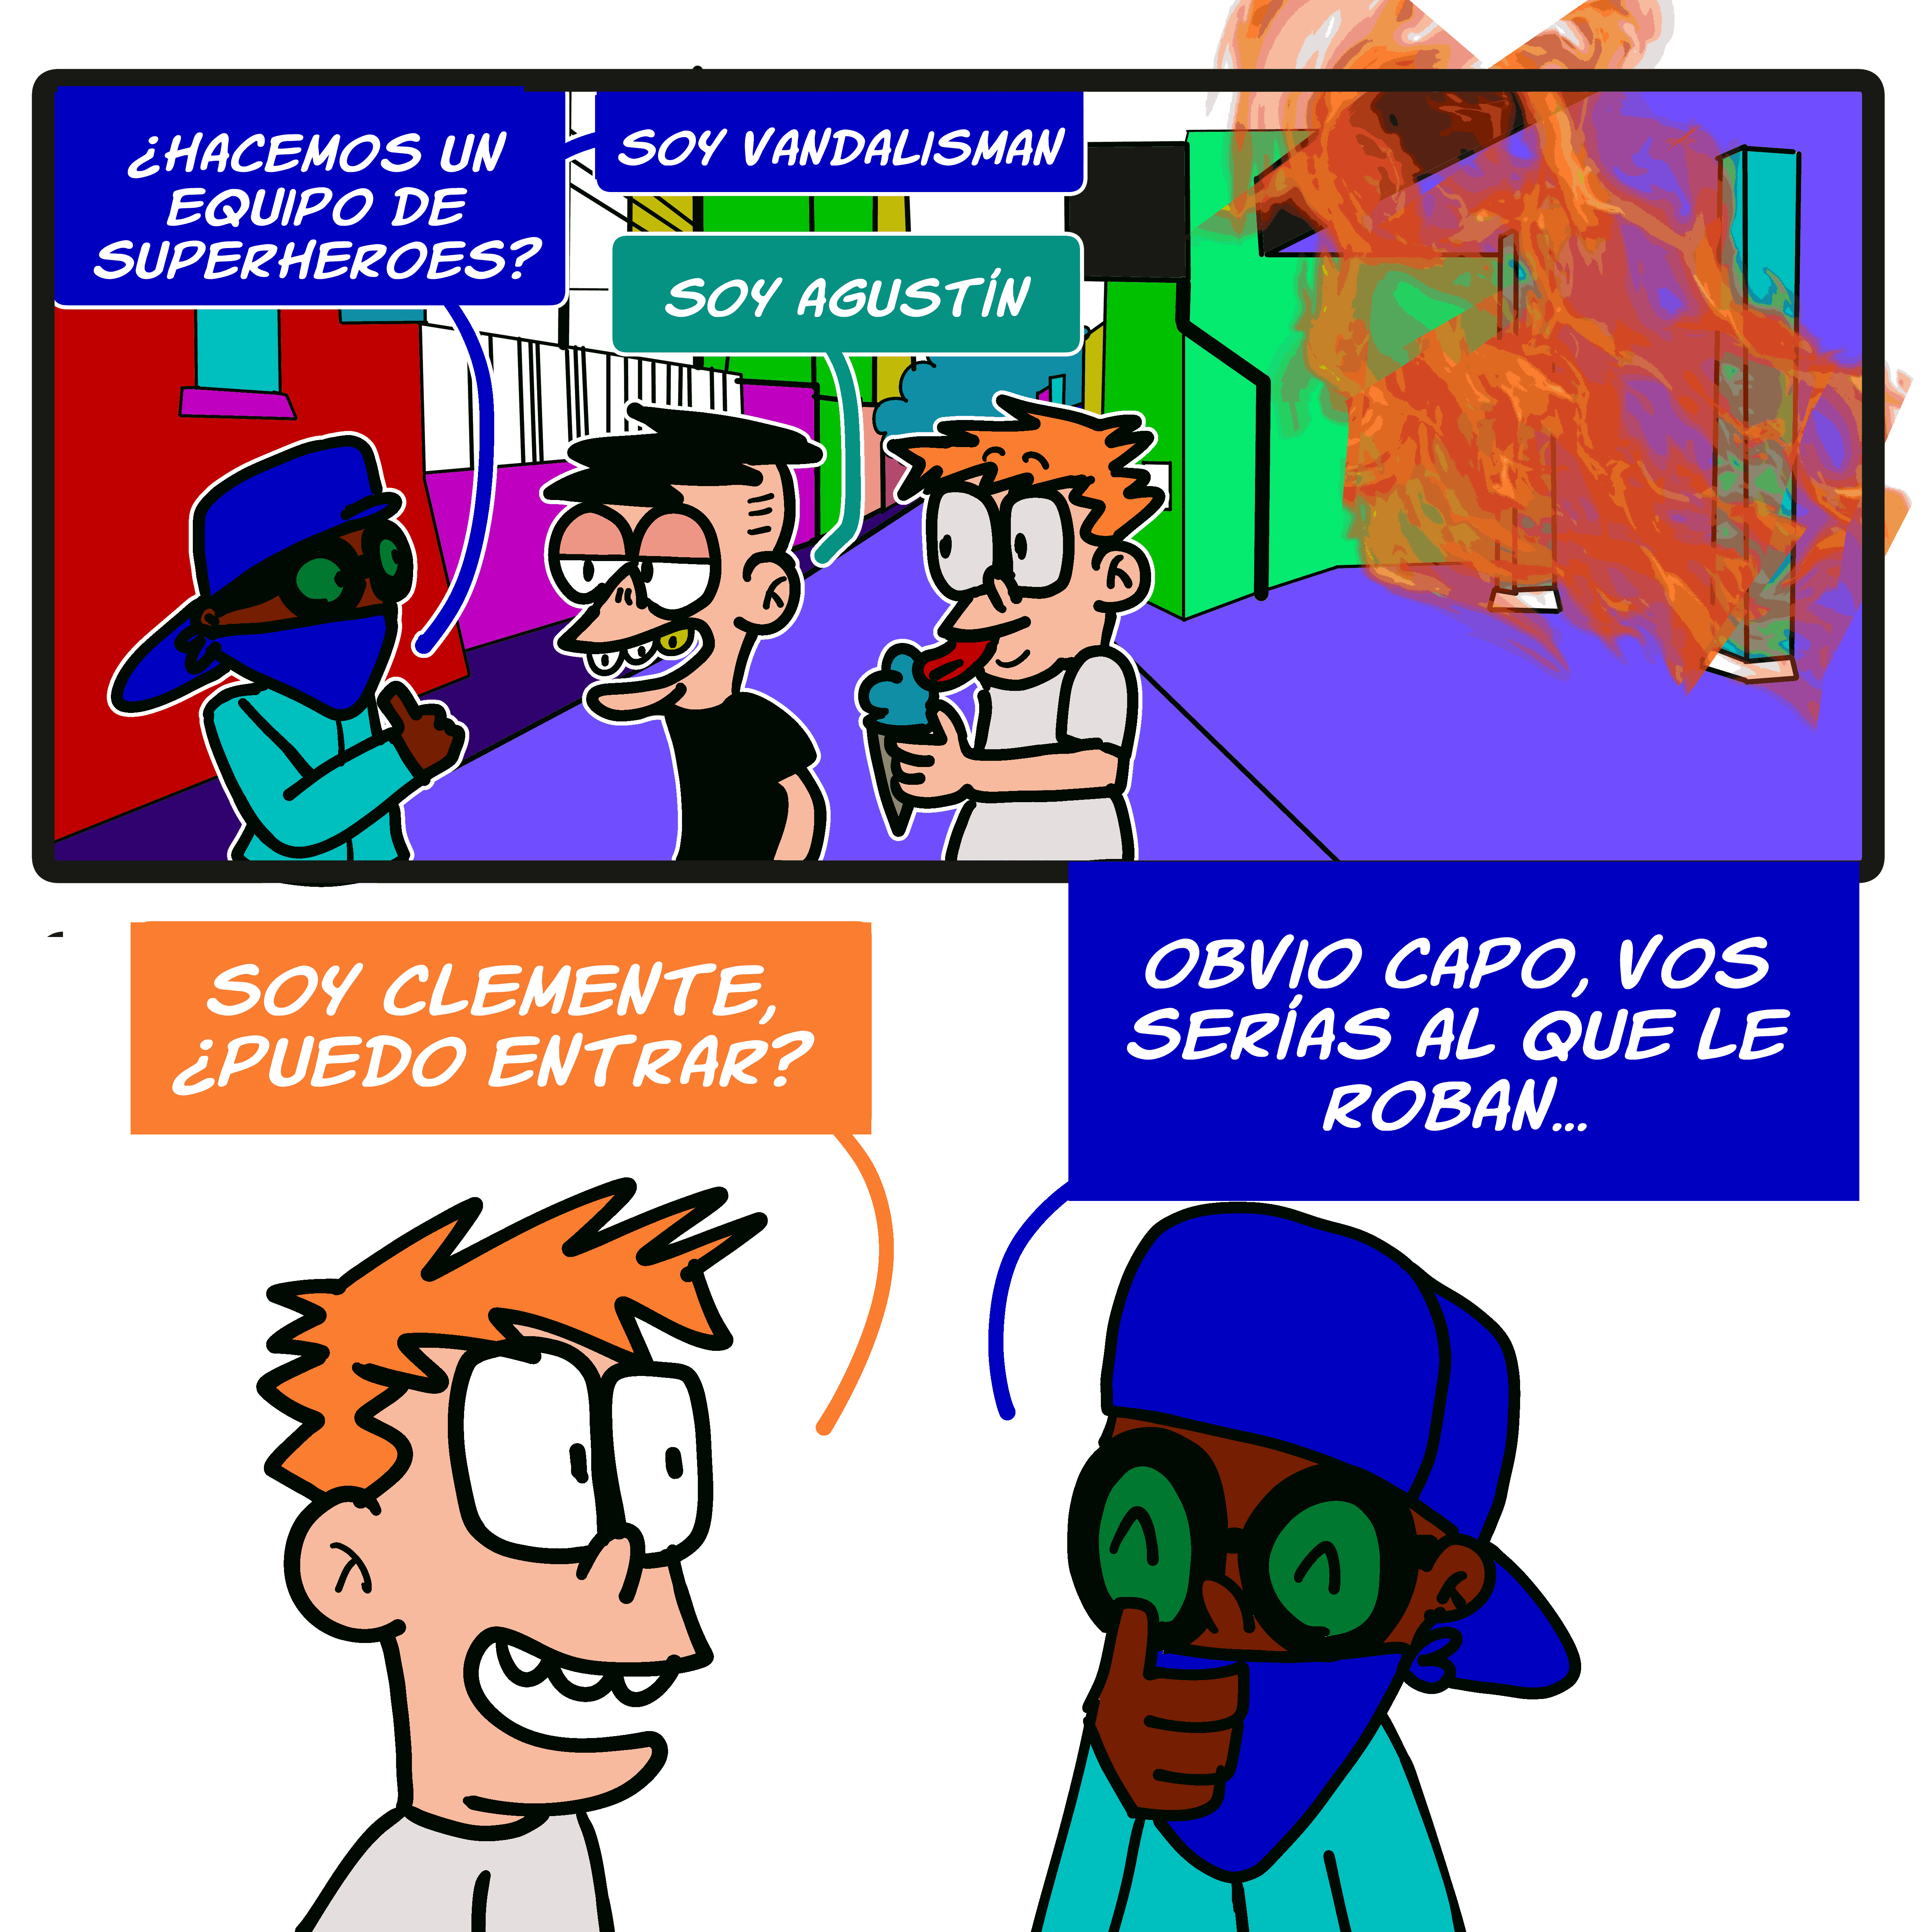 ¿HACEMOS UN
EQUIPO DE
SUPERHEROES?
SOY VANDALISMAN
SOY AGUSTÍN
SOY CLEMENTE,
¿PUEDO ENTRAR?
OBVIO CAPO, VOS
SERÍAS AL QUE LE
ROBAN...